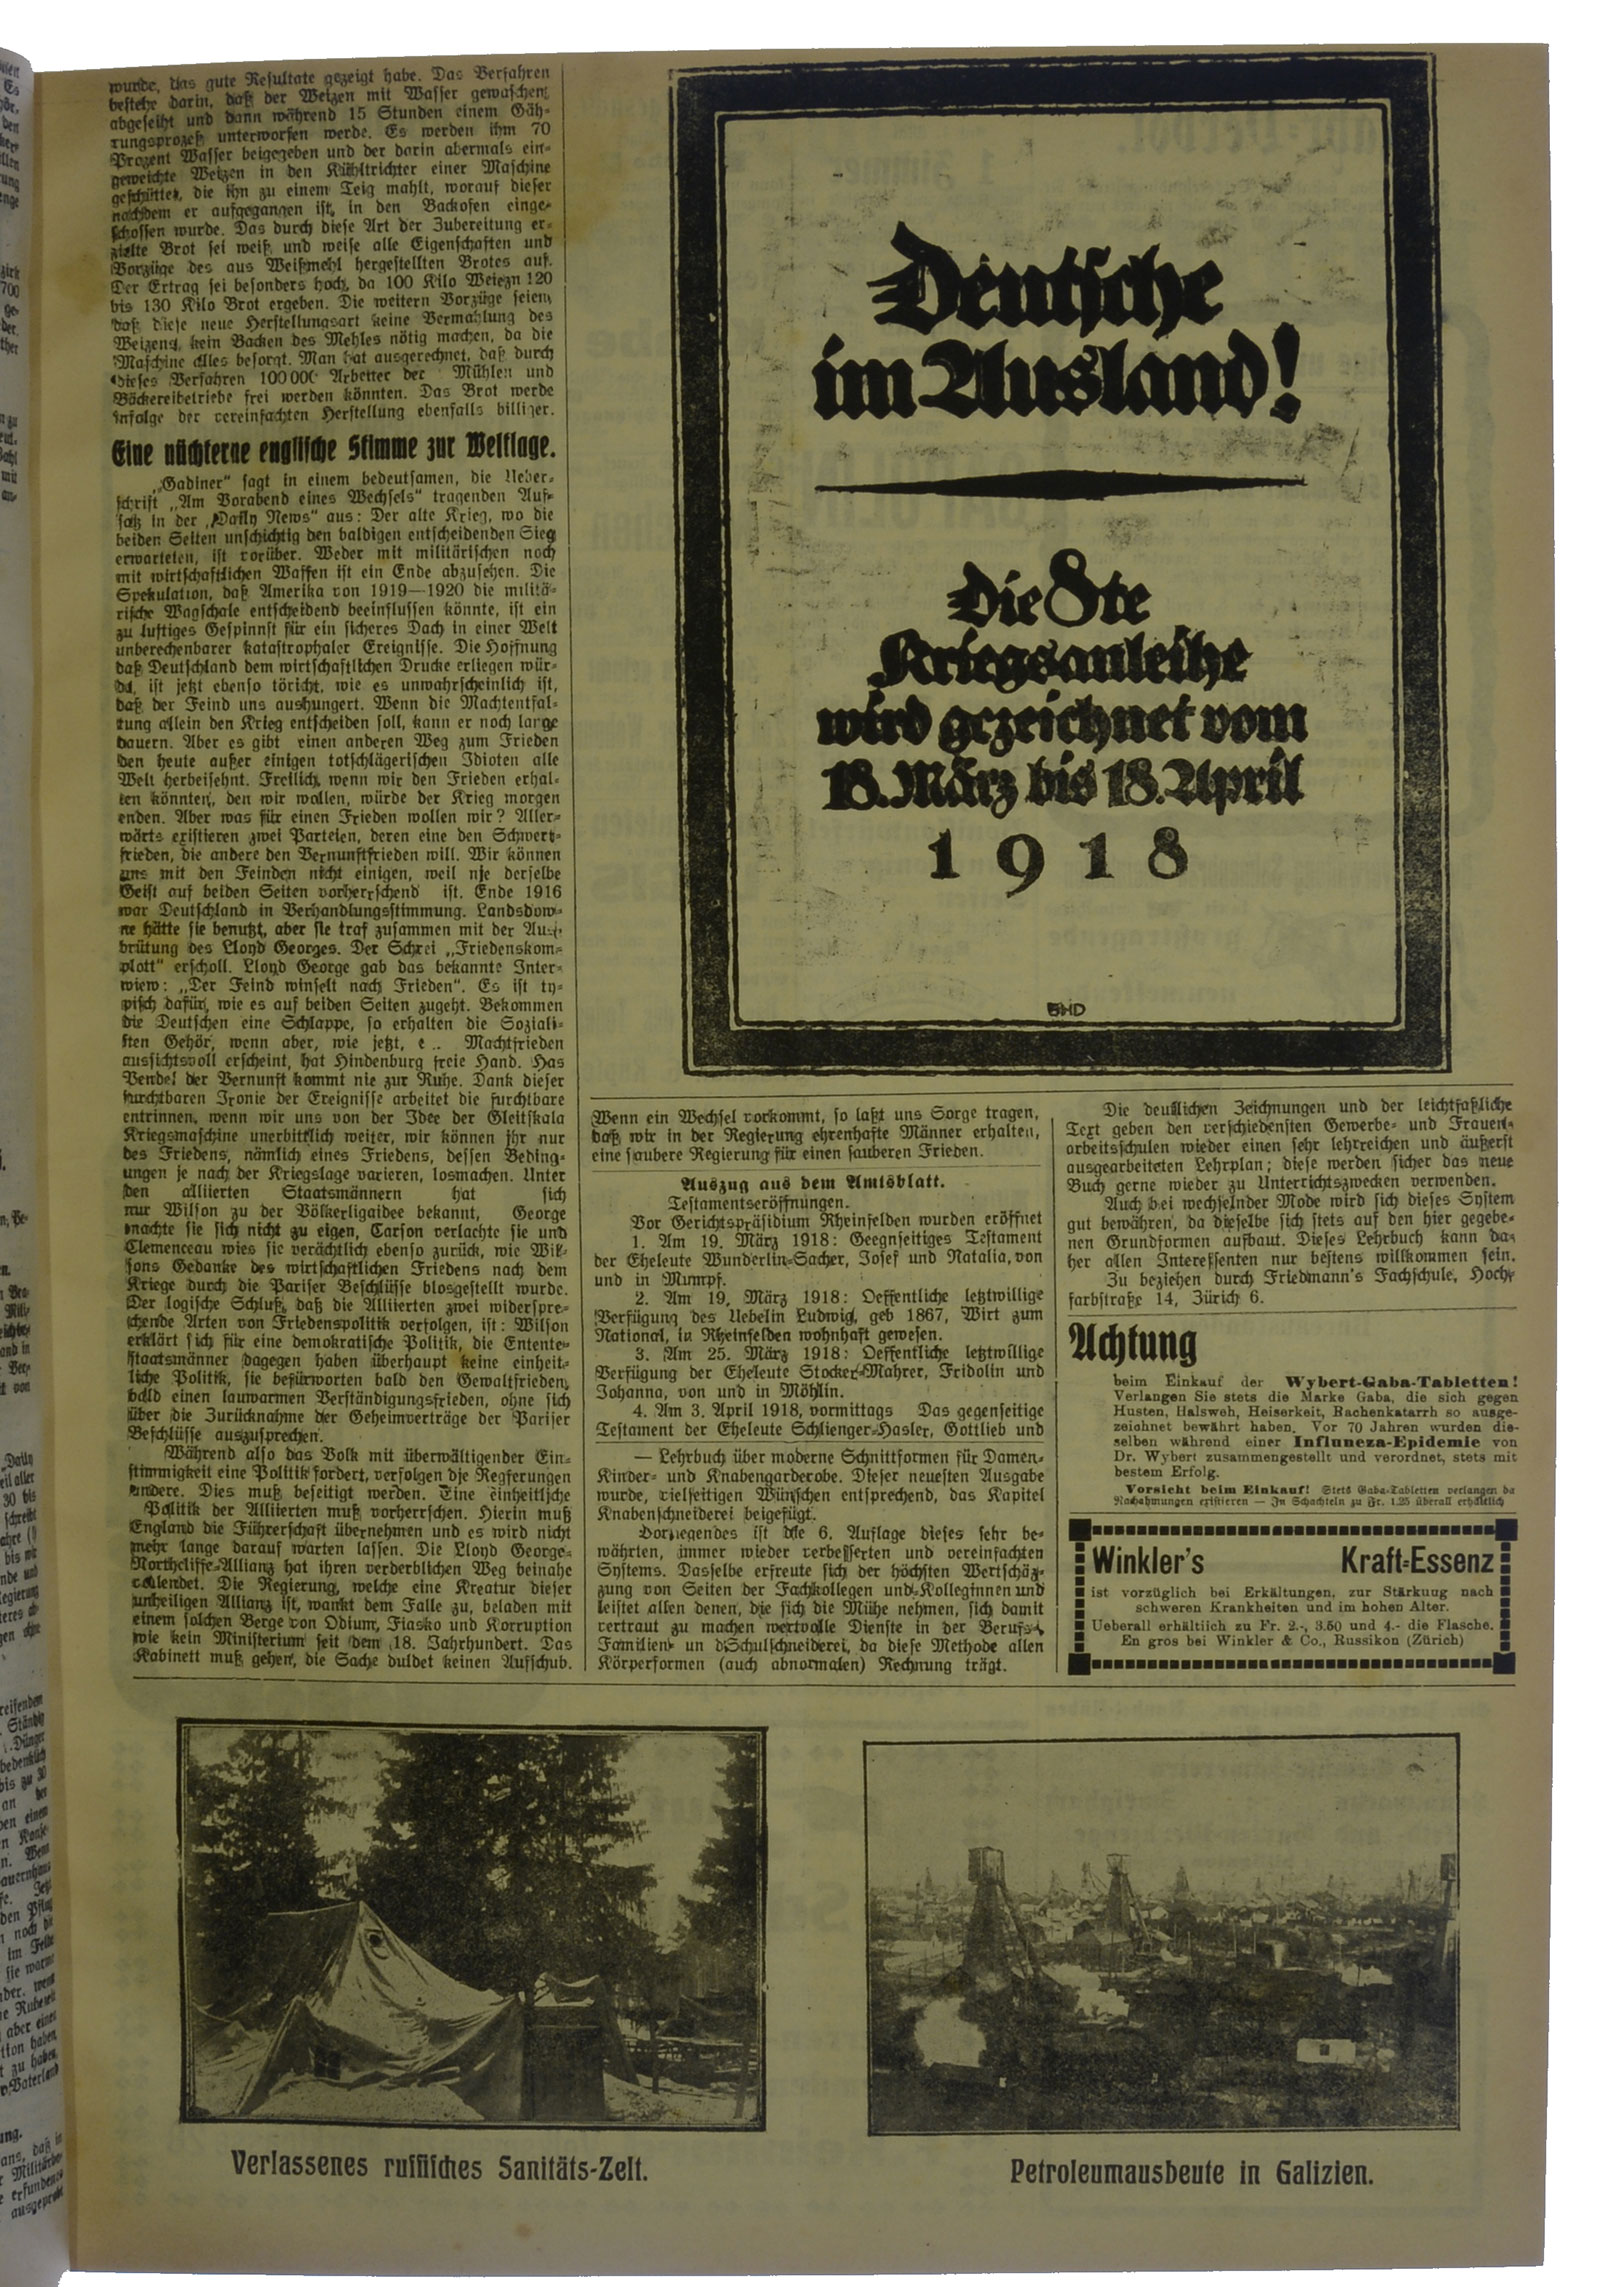 wurde, das gute Resultate gezeigt habe. Das Verfahren
bestehe darin, daß der Weizen mit Wasser gewaschen,
abgeseiht und dann während 15 Stunden einem Gäh-
rungsprozeß unterworfen werde. Es werden ihm 70
Prozent Wasser beigegeben und der darin abermals ein-
geweichte Weizen in den Kühltrichter einer Maschine
geschüttet, die ihn zu einem Teig mahlt, worauf dieser
nachdem er aufgegangen ist, in den Backofen einge-
schossen wurde. Das durch diese Art der Zubereitung er-
zielte Brot sei weiß und weise alle Eigenschaften und
Vorzüge des aus Weißmehl hergestellten Brotes auf.
Der Ertrag sei besonders hoch, da 100 Kilo Weiezn 120
bis 130 Kilo Brot ergeben. Die weitern Vorzüge seien,
daß diese neue Herstellungsart keine Vermahlung des
Weizens, kein Backen des Mehles nötig machen, da die
Maschine alles besorgt. Man hat ausgerechnet, daß durch
dieses Verfahren 100 000 Arbeiter der Mühlen und
Bäckereibetriebe frei werden könnten. Das Brot werde
infolge der vereinfachten Herstellung ebenfalls billiger.
Eine nüchterne englische Stimme zur Weltlage.
„Gadiner" sagt in einem bedeutsamen, die Ueber-
schrift „Am Vorabend eines Wechsels" tragenden Auf-
satz in der „Daily News" aus: Der alte Krieg, wo die
beiden Seiten unschichtig den baldigen entscheidenden Sieg
erwarteten, ist vorüber. Weder mit militärischen noch
mit wirtschaftlichen Waffen ist ein Ende abzusehen. Die
Spekulation, daß Amerika von 1919—1920 die militä-
rische Wagschale entscheidend beeinflussen könnte, ist ein
zu luftiges Gespinnst für ein sicheres Dach in einer Welt
unberechenbarer katastrophaler Ereignisse. Die Hoffnung
daß Deutschland dem wirtschaftlichen Drucke erliegen wür-
de, ist jetzt ebenso töricht, wie es unwahrscheinlich ist,
daß der Feind uns aushungert. Wenn die Machtentfal-
tung allein den Krieg entscheiden soll, kann er noch lange
dauern. Aber es gibt einen anderen Weg zum Frieden
den heute außer einigen totschlägerischen Idioten alle
Welt herbeisehnt. Freilich, wenn wir den Frieden erhal-
ten könnten, den wir wollen, würde der Krieg morgen
enden. Aber was für einen Frieden wollen wir? Aller-
wärts existieren zwei Parteien, deren eine den Schwert-
frieden, die andere den Vernunftfrieden will. Wir können
uns mit den Feinden nicht einigen, weil nie derselbe
Geist auf beiden Seiten vorherrschend ist. Ende 1916
war Deutschland in Verhandlungsstimmung. Landsdow-
ne hätte sie benutzt, aber sie traf zusammen mit der Aus-
brütung des Lloyd Georges. Der Schrei „Friedenskom-
plott" erscholl. Lloyd George gab das bekannte Inter-
wiew: „Der Feind winselt nach Frieden". Es ist ty-
pisch dafür, wie es auf beiden Seiten zugeht. Bekommen
die Deutschen eine Schlappe, so erhalten die Soziali-
sten Gehör, wenn aber, wie jetzt, e .. Machtfrieden
aussichtsvoll erscheint, hat Hindenburg freie Hand. Has
Pendel der Vernunft kommt nie zur Ruhe. Dank dieser
furchtbaren Ironie der Ereignisse arbeitet die furchtbare
entrinnen, wenn wir uns von der Idee der Gleitskala
Kriegsmaschine unerbittlich weiter, wir können ihr nur
des Friedens, nämlich eines Friedens, dessen Beding-
ungen je nach der Kriegslage varieren, losmachen. Unter
den alliierten Staatsmännern hat sich
nur Wilson zu der Völkerligaidee bekannt, George
machte sie sich nicht zu eigen, Carson verlachte sie und
Clemenceau wies sie verächtlich ebenso zurück, wie Wil-
sons Gedanke des wirtschaftlichen Friedens nach dem
Kriege durch die Pariser Beschlüsse blosgestellt wurde.
Der logische Schluß, daß die Alliierten zwei widerspre-
chende Arten von Friedenspolitik verfolgen, ist: Wilson
erklärt sich für eine demokratische Politik, die Entente-
staatsmänner dagegen haben überhaupt keine einheit-
liche Politik, sie befürworten bald den Gewaltfrieden,
bald einen lauwarmen Verständigungsfrieden, ohne sich
über die Zurücknahme der Geheimverträge der Pariser
Beschlüsse auszusprechen.
Während also das Volk mit überwältigender Ein-
stimmigkeit eine Politik fordert, verfolgen die Regierungen
andere. Dies muß beseitigt werden. Eine einheitliche
Politik der Alliierten muß vorherrschen. Hierin muß
England die Führerschaft übernehmen und es wird nicht
mehr lange darauf warten lassen. Die Lloyd George-
Northcliffe-Allianz hat ihren verderblichen Weg beinahe
vollendet. Die Regierung, welche eine Kreatur dieser
unheiligen Allianz ist, wankt dem Falle zu, beladen mit
einem solchen Berge von Odium, Fiasko und Korruption
wie kein Ministerium seit dem 18. Jahrhundert. Das
Kabinett muß gehen, die Sache duldet keinen Aufschub.
Deutsche
im Ausland!
Die 8te
Kriegsanleihe
wird gezeichnet vom
18. März bis 18. April
1918
BHD
Wenn ein Wechsel vorkommt, so laßt uns Sorge tragen,
daß wir in der Regierung ehrenhafte Männer erhalten,
eine saubere Regierung für einen sauberen Frieden.
Auszug aus dem Amtsblatt.
Testamentseröffnungen.
Vor Gerichtspräsidium Rheinfelden wurden eröffnet
1. Am 19. März 1918: Geegnseitiges Testament
der Eheleute Wunderlin-Sacher, Josef und Natalia, von
und in Mumpf.
2. Am 19. März 1918: Oeffentliche letztwillige
Verfügung des Uebelin Ludwig, geb 1867, Wirt zum
National, in Rheinfelden wohnhaft gewesen.
3. Am 25. März 1918: Oeffentliche letztwillige
Verfügung der Eheleute Stocker-Mahrer, Fridolin und
Johanna, von und in Möhlin.
4. Am 3. April 1918, vormittags Das gegenseitige
Testament der Eheleute Schlienger-Hasler, Gottlieb und
— Lehrbuch über moderne Schnittformen für Damen-
Kinder- und Knabengarderobe. Dieser neuesten Ausgabe
wurde, vielseitigen Wünschen entsprechend, das Kapitel
Knabenschneiderei beigefügt.
Vorliegendes ist die 6. Auflage dieses sehr be-
währten, immer wieder verbesserten und vereinfachten
Systems. Dasselbe erfreute sich der höchsten Wertschäz-
zung von Seiten der Fachkollegen und Kolleginnen und
leistet allen denen, die sich die Mühe nehmen, sich damit
vertraut zu machen wertvolle Dienste in der Berufs-,
Familien- un dSchulschneiderei, da diese Methode allen
Körperformen (auch abnormalen) Rechnung trägt.
Die deutlichen Zeichnungen und der leichtfaßliche
Text geben den verschiedensten Gewerbe- und Frauen-
arbeitsschulen wieder einen sehr lehrreichen und äußerst
ausgearbeiteten Lehrplan; diese werden sicher das neue
Buch gerne wieder zu Unterrichtszwecken verwenden.
Auch bei wechselnder Mode wird sich dieses System
gut bewähren, da dieselbe sich stets auf den hier gegebe-
nen Grundformen aufbaut. Dieses Lehrbuch kann da-
her allen Interessenten nur bestens willkommen sein.
Zu beziehen durch Friedmann's Fachschule, Hoch-
farbstraße 14, Zürich 6.
Achtung
beim Einkauf der Wybert-Gaba-Tabletten!
Verlangen Sie stets die Marke Gaba, die sich gegen
Husten, Halsweh, Heiserkeit, Rachenkatarrh so ausge-
zeichnet bewährt haben. Vor 70 Jahren wurden die-
selben während einer Influneza-Epidemie von
Dr. Wybert zusammengestellt und verordnet, stets mit
bestem Erfolg.
Vorsicht beim Einkauf! Stets Gaba-Tabletten verlangen da
Nachahmungen existieren — In Schachteln zu Fr. 1.25 überall erhältlich
Winkler's Kraft-Essenz
ist vorzüglich bei Erkältungen, zur Stärkung nach
schweren Krankheiten und im hohen Alter.
Ueberall erhältlich zu Fr. 2.-, 3.50 und 4.- die Flasche.
En gros bei Winkler & Co., Russikon (Zürich)
Verlassenes russisches Sanitäts-Zelt.
Petroleumausbeute in Galizien.